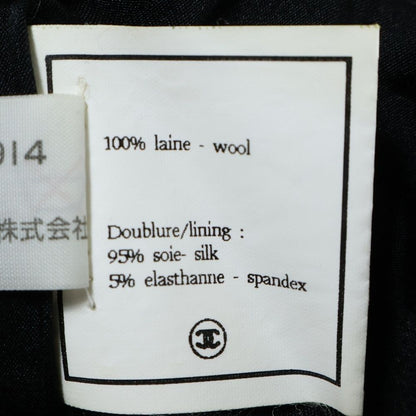 914
株式会社
100% laine - wool
Doublure/lining :
95% soie- silk
5% elasthanne - spandex